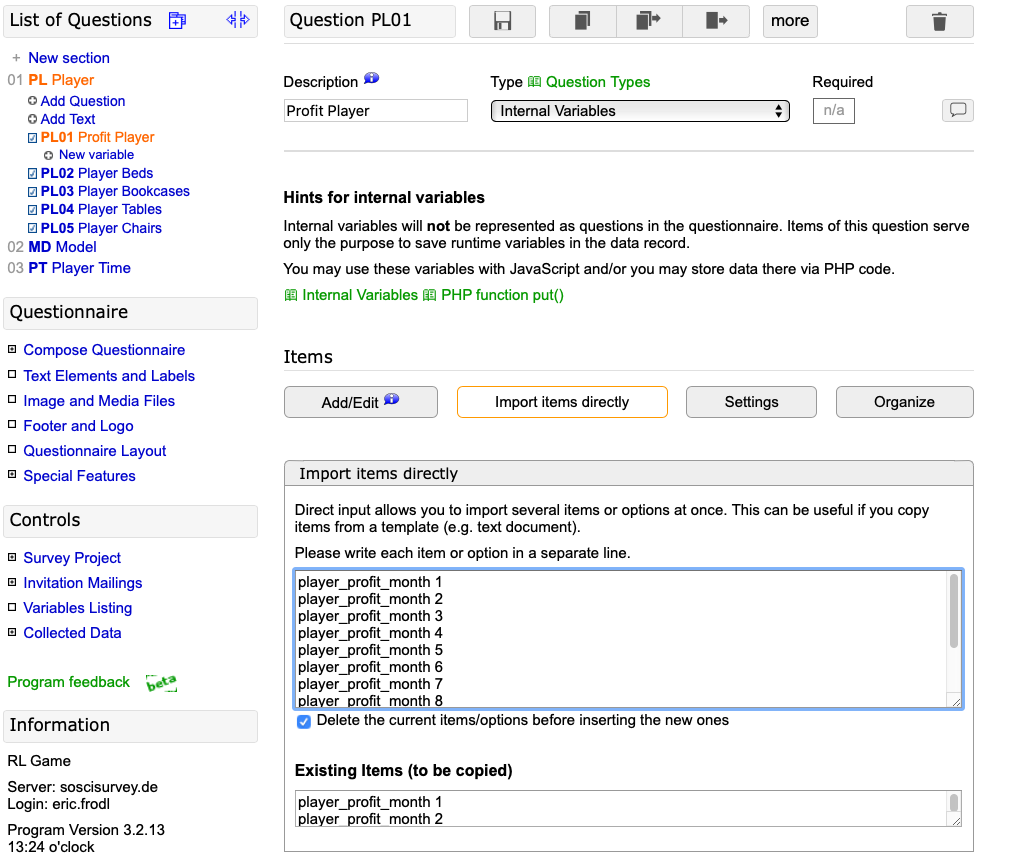 List of Questions
+ New section
01 PL Player
Add Question
Add Text
PL01 Profit Player
New variable
PL02 Player Beds
PL03 Player Bookcases
PL04 Player Tables
PL05 Player Chairs
02 MD Model
03 PT Player Time
Questionnaire
Compose Questionnaire
Text Elements and Labels
Image and Media Files
Footer and Logo
Questionnaire Layout
Special Features
Controls
Survey Project
Invitation Mailings
Variables Listing
Collected Data
Program feedback beta
Information
RL Game
Server: soscisurvey.de
Login: eric.frodl
Program Version 3.2.13
13:24 o'clock
Question PL01
more
Description
Type Question Types
Required
Profit Player
Internal Variables
n/a
Hints for internal variables
Internal variables will not be represented as questions in the questionnaire. Items of this question serve
only the purpose to save runtime variables in the data record.
You may use these variables with JavaScript and/or you may store data there via PHP code.
Internal Variables PHP function put()
Items
Add/Edit
Import items directly
Settings
Organize
Import items directly
Direct input allows you to import several items or options at once. This can be useful if you copy
items from a template (e.g. text document).
Please write each item or option in a separate line.
player_profit_month 1
player_profit_month 2
player_profit_month 3
player_profit_month 4
player_profit_month 5
player_profit_month 6
player_profit_month 7
player_profit_month 8
Delete the current items/options before inserting the new ones
Existing Items (to be copied)
player_profit_month 1
player_profit_month 2